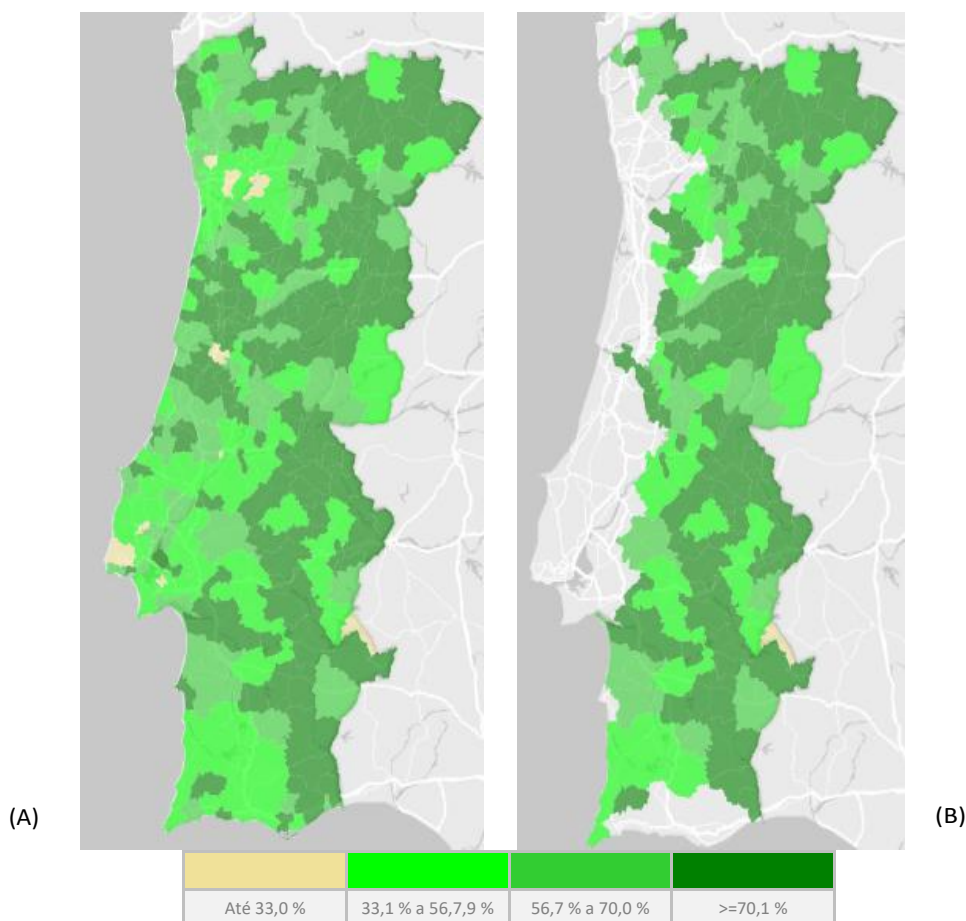 (A)
(B)
Até 33,0 %
33,1 % a 56,7,9 %
56,7 % a 70,0 %
>=70,1 %